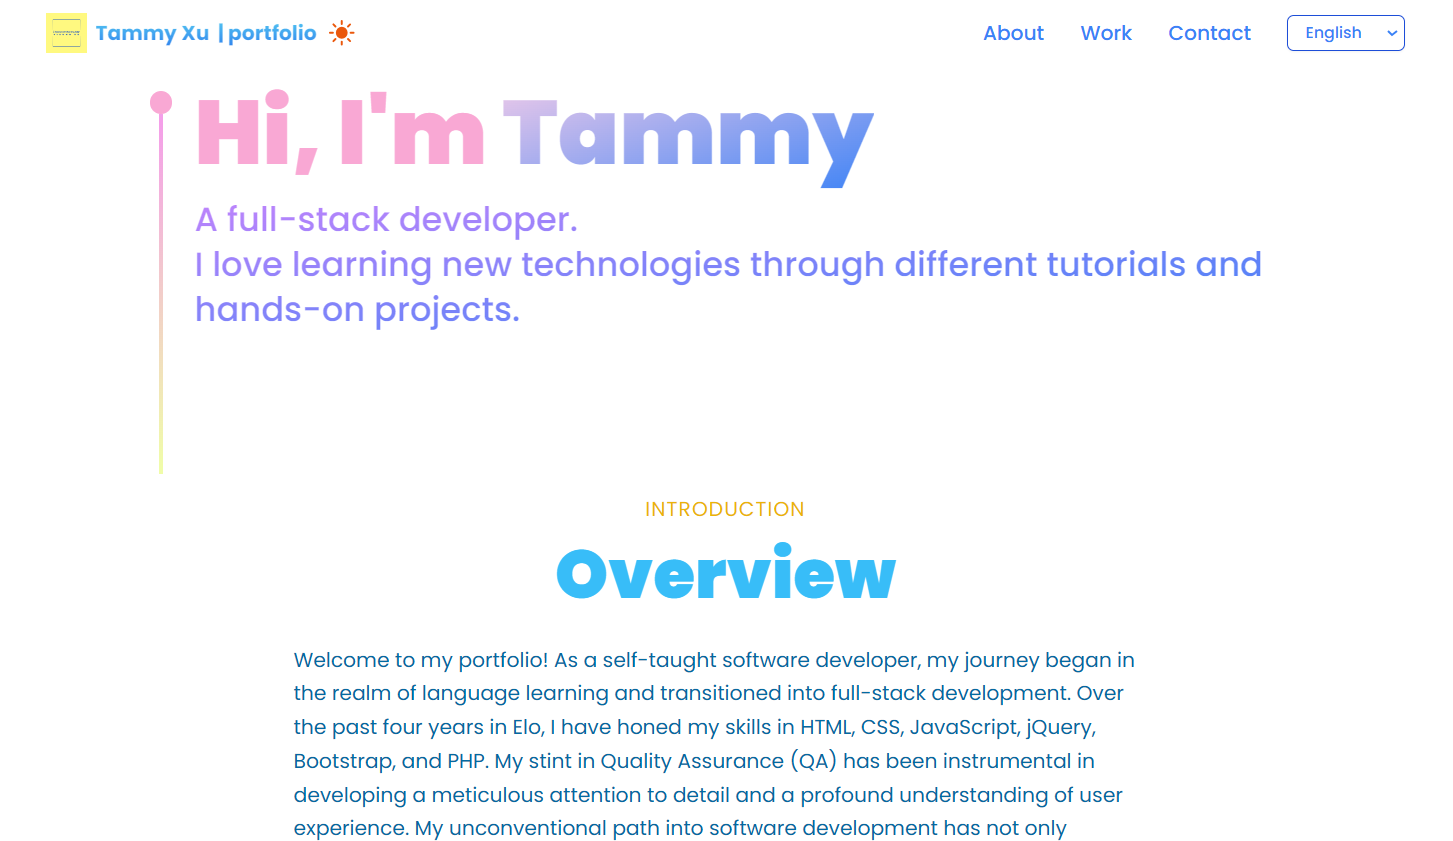 Tammy Xu | portfolio
About
Work
Contact
English
Hi, I'm Tammy
A full-stack developer.
I love learning new technologies through different tutorials and
hands-on projects.
INTRODUCTION
Overview
Welcome to my portfolio! As a self-taught software developer, my journey began in
the realm of language learning and transitioned into full-stack development. Over
the past four years in Elo, I have honed my skills in HTML, CSS, JavaScript, jQuery,
Bootstrap, and PHP. My stint in Quality Assurance (QA) has been instrumental in
developing a meticulous attention to detail and a profound understanding of user
experience. My unconventional path into software development has not only